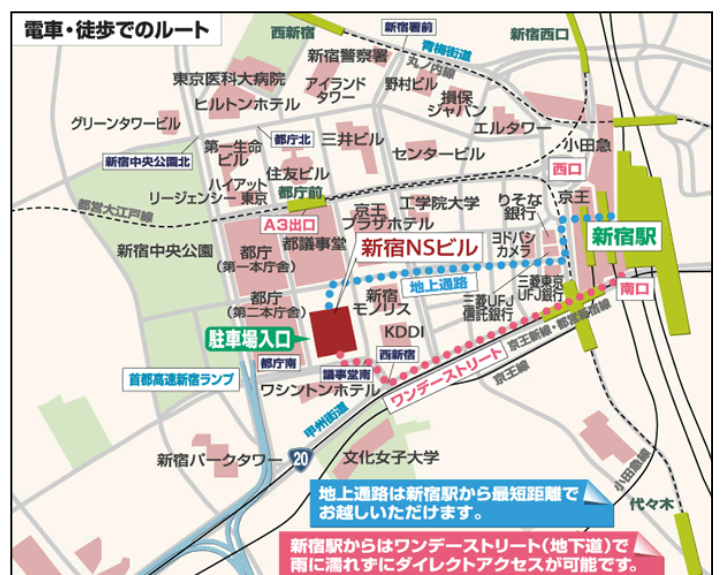 電車・徒歩でのルート
西新宿
新宿署前
青梅街道
新宿西口
新宿警察署
丸ノ内線
東京医科大病院
アイランド
タワー
野村ビル
ヒルトンホテル
損保
ジャパン
グリーンタワービル
エルタワー
小田急
都庁北
三井ビル
新宿中央公園北
第一生命
ビル
センタービル
住友ビル
西口
ハイアット
リージェンシー 東京
都庁前
京王
都営大江戸線
A3出口
京王
プラザホテル
工学院大学
りそな
銀行
新宿駅
新宿中央公園
都庁
(第一本庁舎)
都議事堂
新宿NSビル
ヨドバシ
カメラ
地上通路
三菱東京
UFJ銀行
南口
都庁
(第二本庁舎)
新宿
モノリス
三菱UFJ
信託銀行
駐車場入口
KDDI
京王新線・都営新宿線
都庁南
西新宿
首都高速新宿ランプ
議事堂南
ワンデーストリート
京王線
ワシントンホテル
甲州街道
新宿パークタワー
20
文化女子大学
小田急線
代々木
地上通路は新宿駅から最短距離で
お越しいただけます。
新宿駅からはワンデーストリート(地下道)で
雨に濡れずにダイレクトアクセスが可能です。